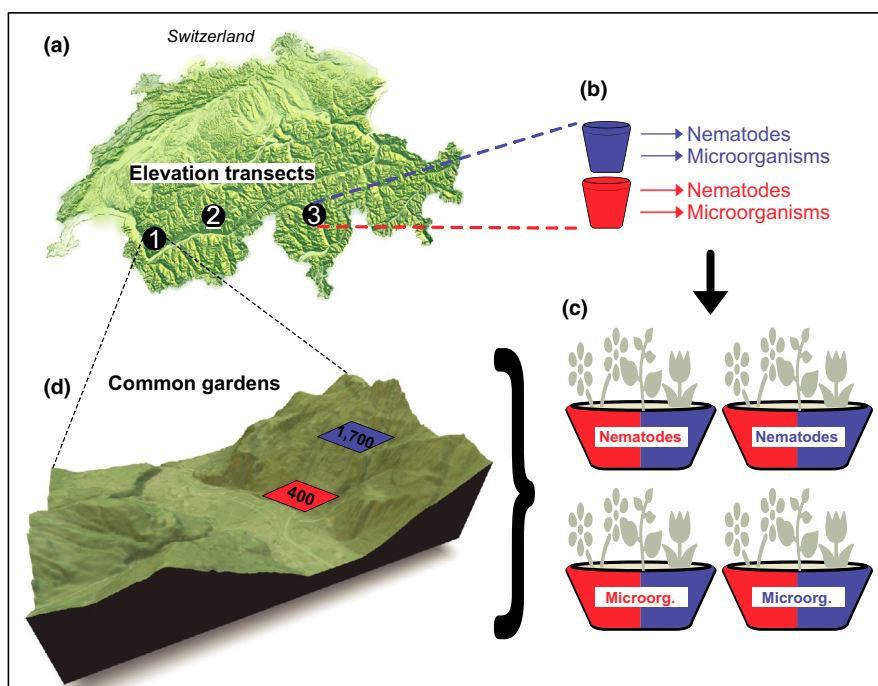 (a)
Switzerland
Elevation transects
1
2
3
(b)
Nematodes
Microorganisms
Nematodes
Microorganisms
(c)
Nematodes
Nematodes
Microorg.
Microorg.
(d)
Common gardens
1,700
400